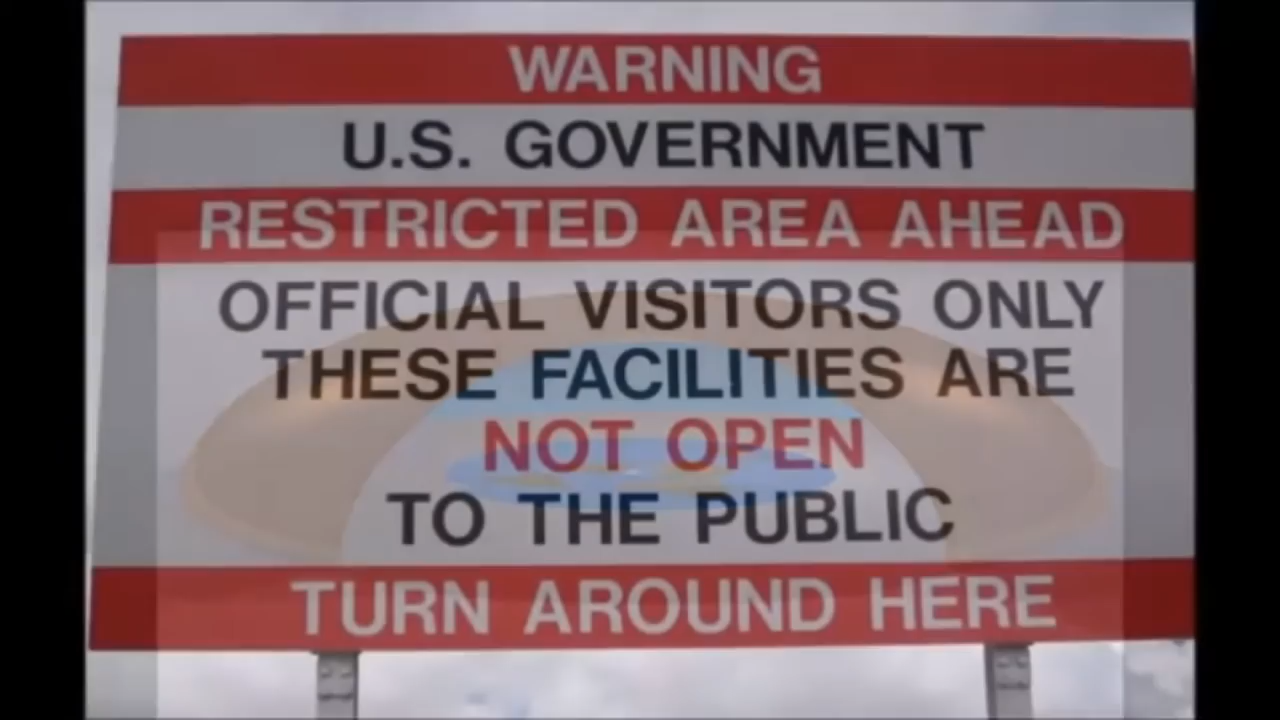 WARNING
U.S. GOVERNMENT
RESTRICTED AREA AHEAD
OFFICIAL VISITORS ONLY
THESE FACILITIES ARE
NOT OPEN
TO THE PUBLIC
TURN AROUND HERE